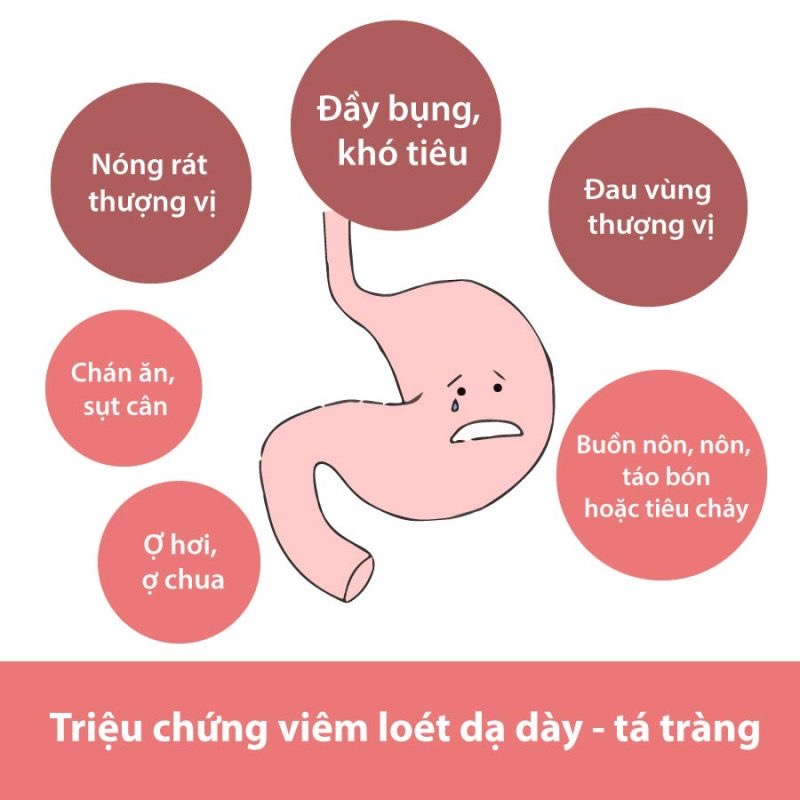 Đầy bụng,
khó tiêu
Nóng rát
thượng vị
Đau vùng
thượng vị
Chán ăn,
sụt cân
Buồn nôn, nôn,
táo bón
hoặc tiêu chảy
Ợ hơi,
ợ chua
Triệu chứng viêm loét dạ dày - tá tràng